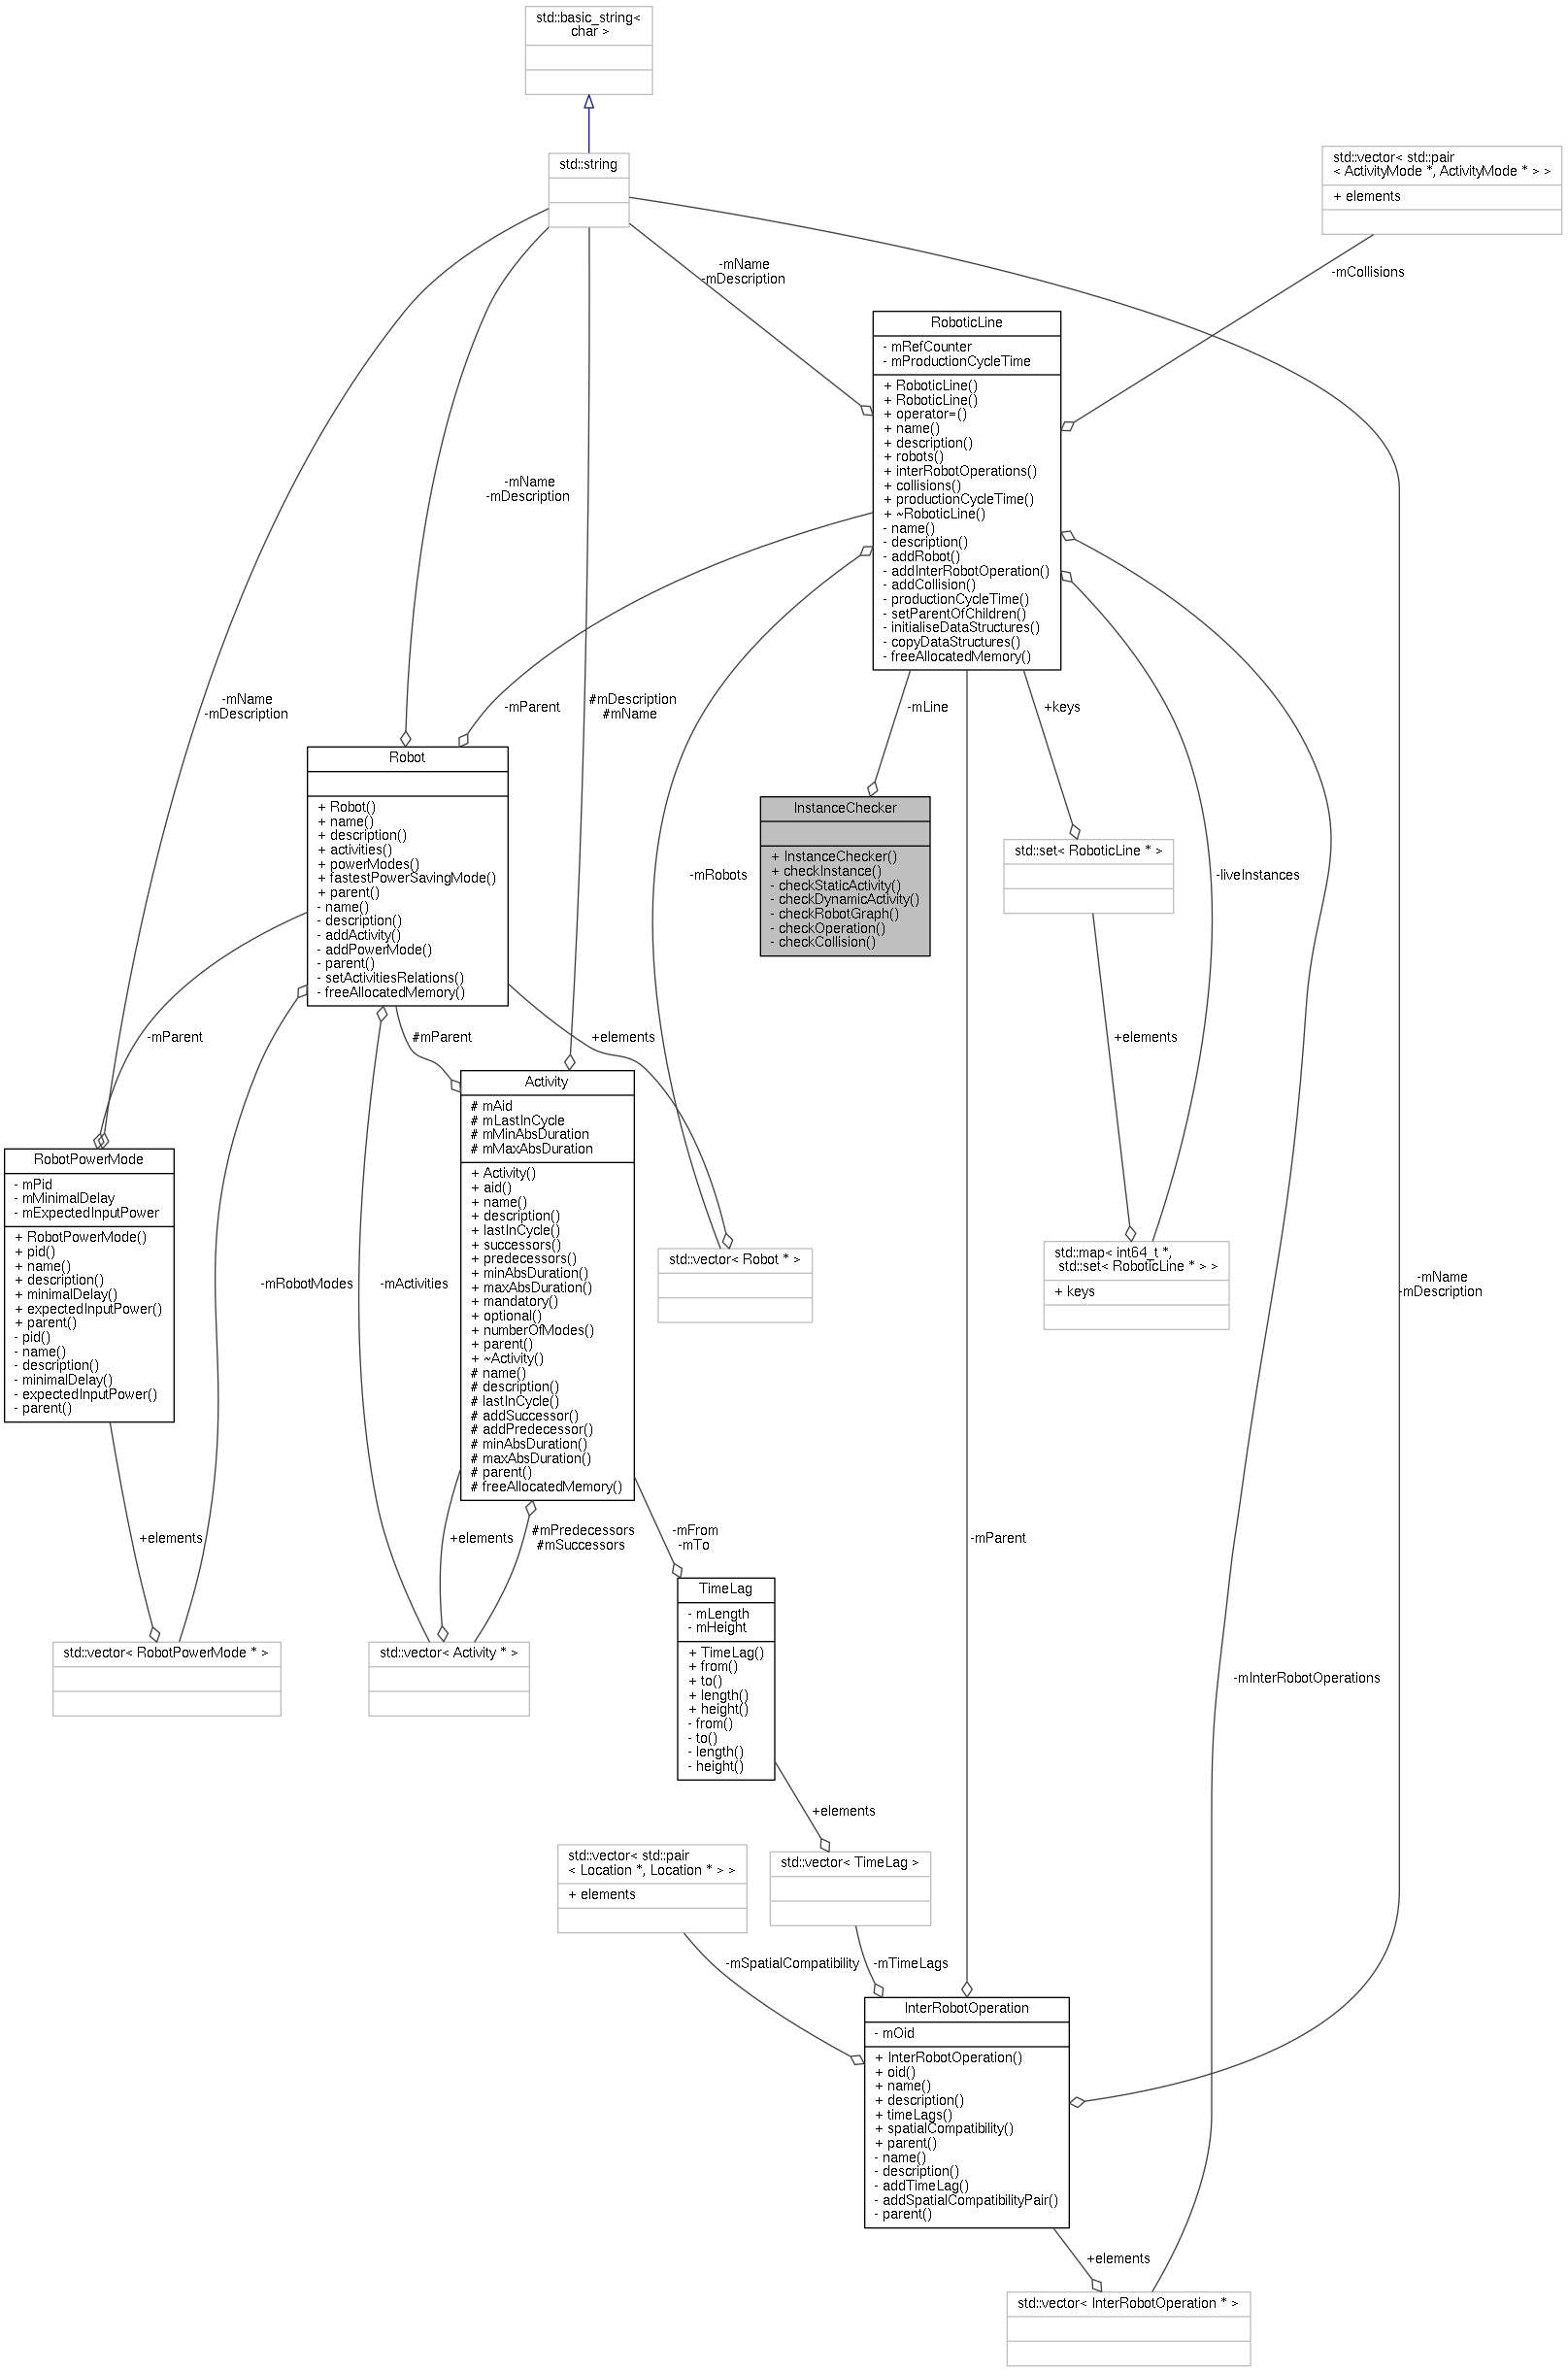 std::basic_string<
char >
std::string
std::vector< std::pair
< ActivityMode *, ActivityMode * > >
+ elements
-mName
-mDescription
-mCollisions
RoboticLine
- mRefCounter
- mProductionCycleTime
+ RoboticLine()
+ RoboticLine()
+ operator=()
+ name()
+ description()
+ robots()
+ interRobotOperations()
+ collisions()
+ productionCycleTime()
+ ~RoboticLine()
- name()
- description()
- addRobot()
- addInterRobotOperation()
- addCollision()
- productionCycleTime()
- setParentOfChildren()
- initialiseDataStructures()
- copyDataStructures()
- freeAllocatedMemory()
-mName
-mDescription
-mName
-mDescription
#mDescription
#mName
-mParent
-mLine
+keys
Robot
+ Robot()
+ name()
+ description()
+ activities()
+ powerModes()
+ fastestPowerSavingMode()
+ parent()
- name()
- description()
- addActivity()
- addPowerMode()
- parent()
- setActivitiesRelations()
- freeAllocatedMemory()
InstanceChecker
+ InstanceChecker()
+ checkInstance()
- checkStaticActivity()
- checkDynamicActivity()
- checkRobotGraph()
- checkOperation()
- checkCollision()
std::set< RoboticLine * >
-mRobots
-liveInstances
-mParent
#mParent
+elements
+elements
RobotPowerMode
- mPid
- mMinimalDelay
- mExpectedInputPower
+ RobotPowerMode()
+ pid()
+ name()
+ description()
+ minimalDelay()
+ expectedInputPower()
+ parent()
- pid()
- name()
- description()
- minimalDelay()
- expectedInputPower()
- parent()
Activity
# mAid
# mLastInCycle
# mMinAbsDuration
# mMaxAbsDuration
+ Activity()
+ aid()
+ name()
+ description()
+ lastInCycle()
+ successors()
+ predecessors()
+ minAbsDuration()
+ maxAbsDuration()
+ mandatory()
+ optional()
+ numberOfModes()
+ parent()
+ ~Activity()
# name()
# description()
# lastInCycle()
# addSuccessor()
# addPredecessor()
# minAbsDuration()
# maxAbsDuration()
# parent()
# freeAllocatedMemory()
std::vector< Robot * >
std::map< int64_t *,
std::set< RoboticLine * > >
+ keys
-mRobotModes
-mActivities
-mName
-mDescription
+elements
+elements
#mPredecessors
#mSuccessors
-mFrom
-mTo
-mParent
TimeLag
- mLength
- mHeight
+ TimeLag()
+ from()
+ to()
+ length()
+ height()
- from()
- to()
- length()
- height()
std::vector< RobotPowerMode * >
std::vector< Activity * >
-mInterRobotOperations
+elements
std::vector< std::pair
< Location *, Location * > >
+ elements
std::vector< TimeLag >
-mSpatialCompatibility
-mTimeLags
InterRobotOperation
- mOid
+ InterRobotOperation()
+ oid()
+ name()
+ description()
+ timeLags()
+ spatialCompatibility()
+ parent()
- name()
- description()
- addTimeLag()
- addSpatialCompatibilityPair()
- parent()
+elements
std::vector< InterRobotOperation * >